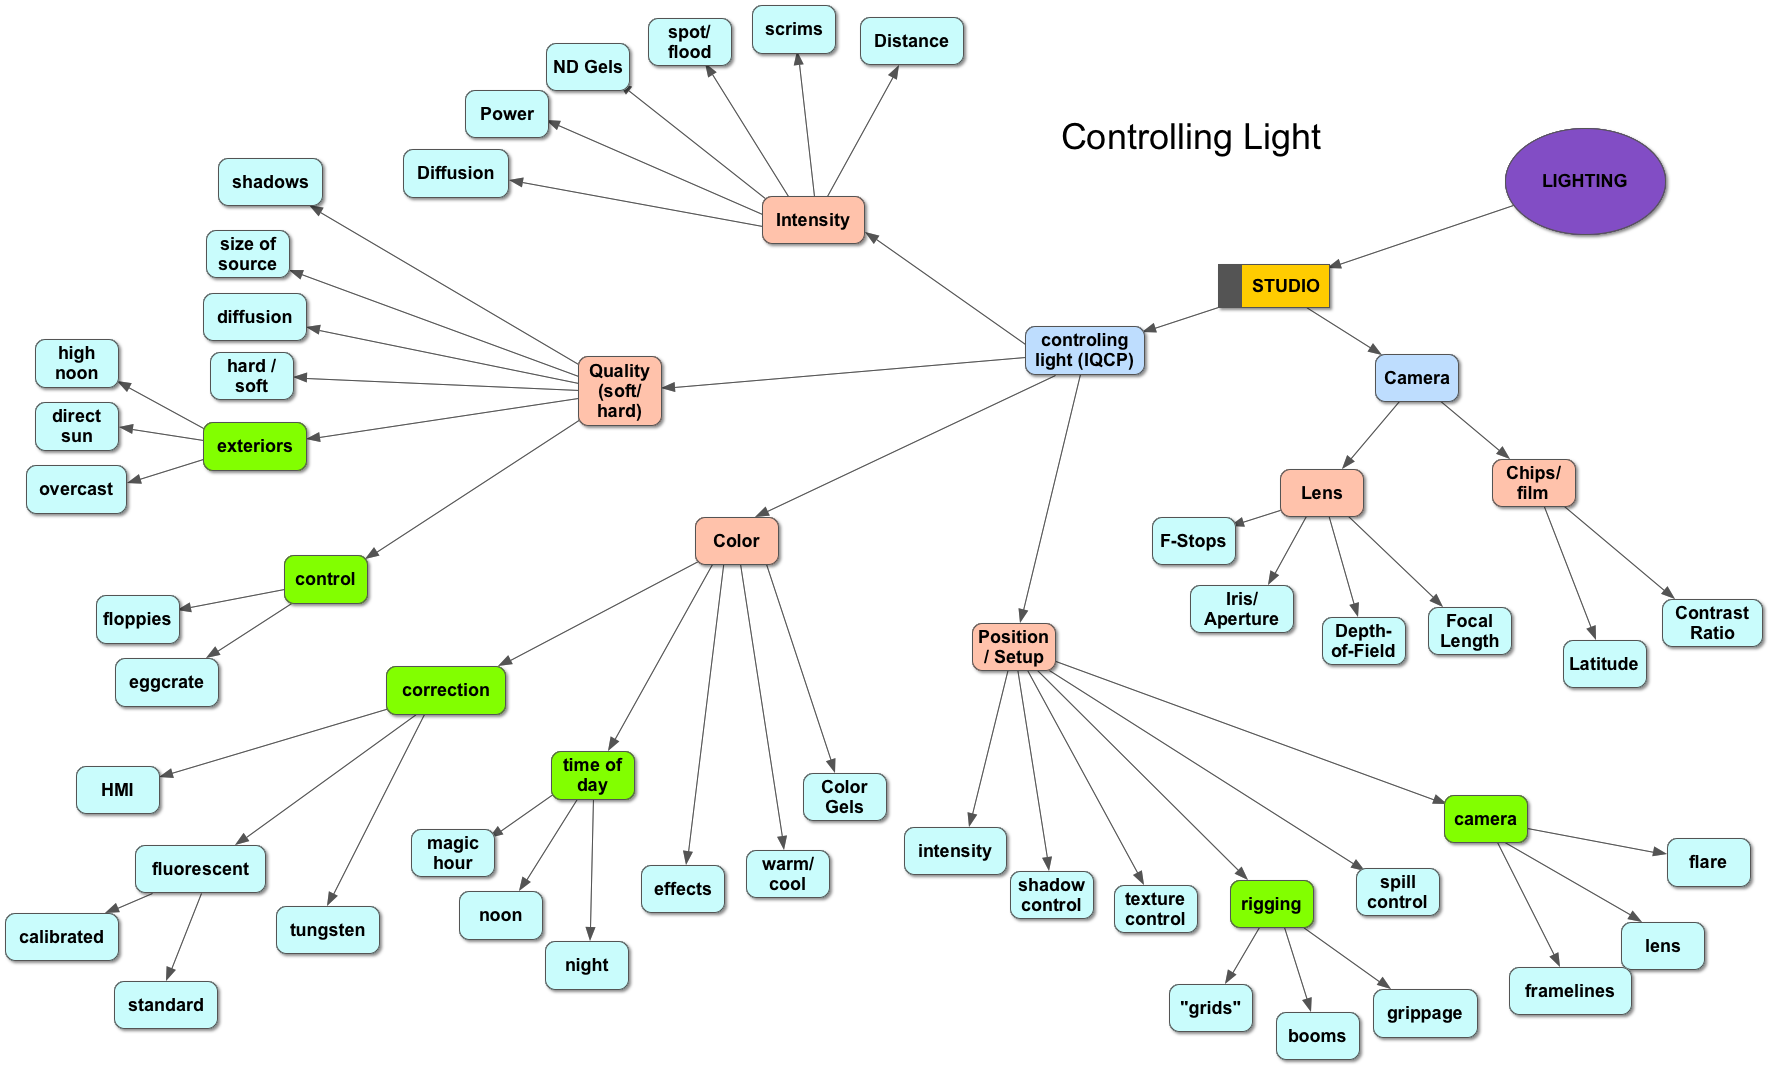 Controlling Light
LIGHTING
STUDIO
controling
light (IQCP)
Camera
Intensity
Distance
scrims
spot/
flood
ND Gels
Power
Diffusion
Quality
(soft/
hard)
shadows
size of
source
diffusion
hard /
soft
exteriors
high
noon
direct
sun
overcast
control
floppies
eggcrate
Color
correction
HMI
fluorescent
calibrated
standard
tungsten
time of
day
magic
hour
noon
night
effects
warm/
cool
Color
Gels
Position
/ Setup
intensity
shadow
control
texture
control
rigging
"grids"
booms
grippage
spill
control
camera
flare
lens
framelines
Lens
F-Stops
Iris/
Aperture
Depth-
of-Field
Focal
Length
Chips/
film
Latitude
Contrast
Ratio